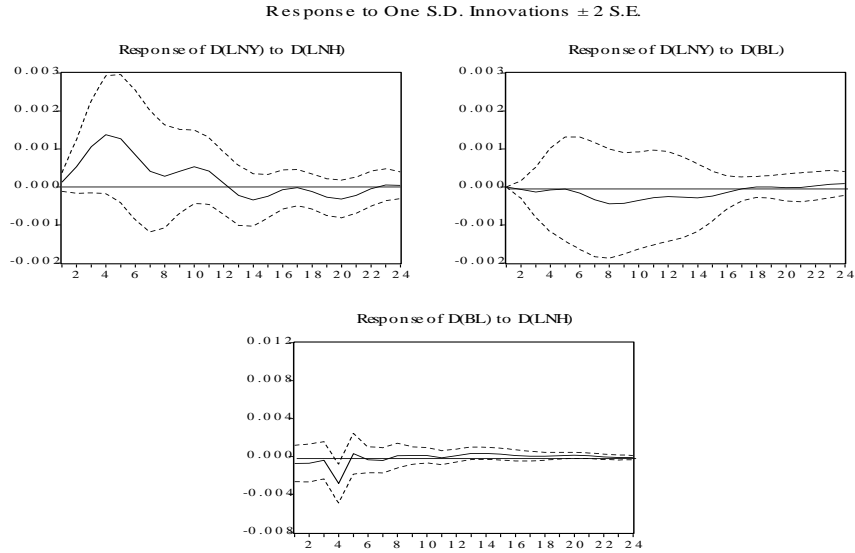 Response to One S.D. Innovations ± 2 S.E.
Response of D(LNY) to D(LNH)
0.003
0.002
0.001
0.000
-0.001
-0.002
2 4 6 8 10 12 14 16 18 20 22 24
Response of D(LNY) to D(BL)
0.003
0.002
0.001
0.000
-0.001
-0.002
2 4 6 8 10 12 14 16 18 20 22 24
Response of D(BL) to D(LNH)
0.012
0.008
0.004
0.000
-0.004
-0.008
2 4 6 8 10 12 14 16 18 20 22 24